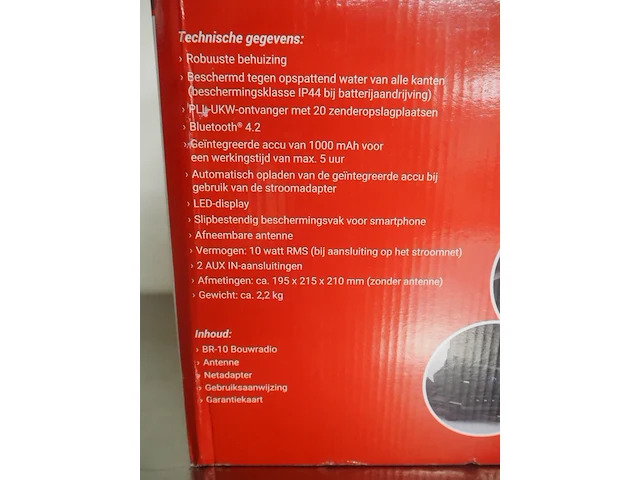 Technische gegevens:
› Robuuste behuizing
› Beschermd tegen opspattend water van alle kanten
(beschermingsklasse IP44 bij batterijaandrijving)
› PLL-UKW-ontvanger met 20 zenderopslagplaatsen
› Bluetooth® 4.2
› Geïntegreerde accu van 1000 mAh voor
een werkingstijd van max. 5 uur
› Automatisch opladen van de geïntegreerde accu bij
gebruik van de stroomadapter
› LED-display
› Slipbestendig beschermingsvak voor smartphone
› Afneembare antenne
› Vermogen: 10 watt RMS (bij aansluiting op het stroomnet)
› 2 AUX IN-aansluitingen
› Afmetingen: ca. 195 x 215 x 210 mm (zonder antenne)
› Gewicht: ca. 2,2 kg
Inhoud:
› BR-10 Bouwradio
› Antenne
› Netadapter
› Gebruiksaanwijzing
› Garantiekaart